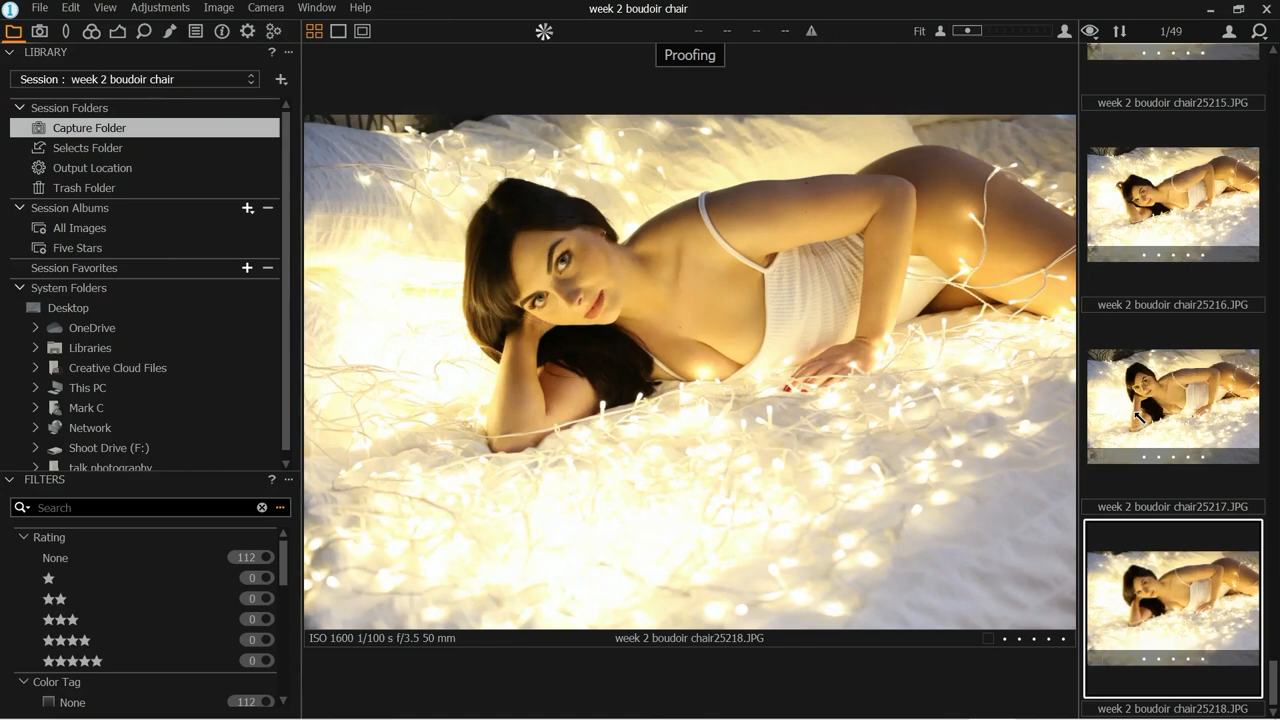 1 File Edit View Adjustments Image Camera Window Help week 2 boudoir chair
-- -- -- -- Fit 1/49
LIBRARY ? ...
Proofing
Session : week 2 boudoir chair
Session Folders
Capture Folder
Selects Folder
Output Location
Trash Folder
Session Albums
All Images
Five Stars
Session Favorites
System Folders
Desktop
OneDrive
Libraries
Creative Cloud Files
This PC
Mark C
Network
Shoot Drive (F:)
talk photography
FILTERS ? ...
Search
Rating
None 112
0
0
0
0
0
Color Tag
None 112
ISO 1600 1/100 s f/3.5 50 mm week 2 boudoir chair25218.JPG
week 2 boudoir chair25215.JPG
week 2 boudoir chair25216.JPG
week 2 boudoir chair25217.JPG
week 2 boudoir chair25218.JPG